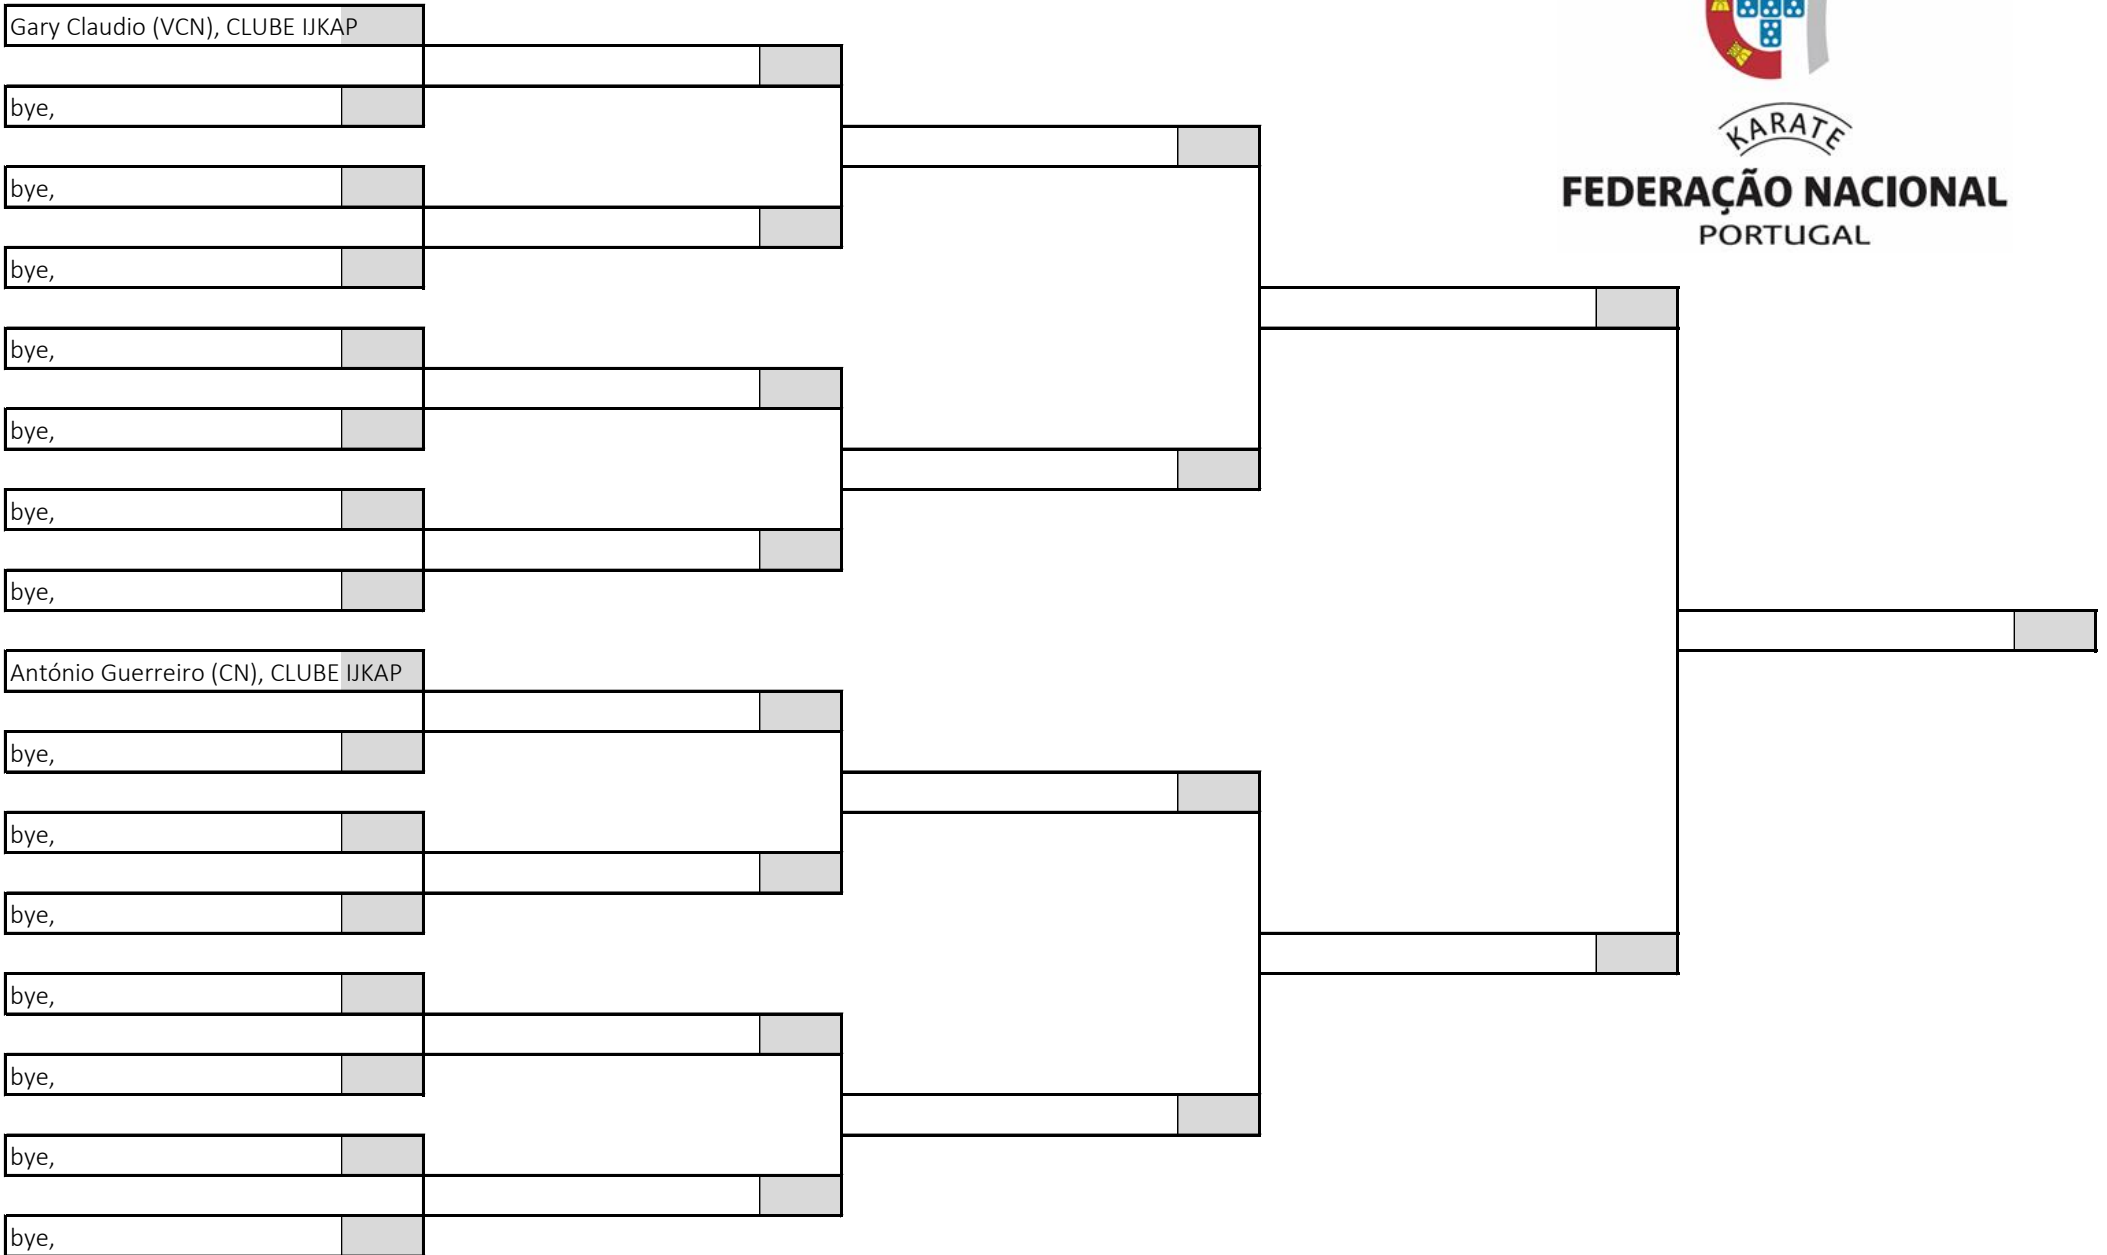 Gary Claudio (VCN), CLUBE IJKAP
bye,
bye,
bye,
bye,
bye,
bye,
bye,
António Guerreiro (CN), CLUBE IJKAP
bye,
bye,
bye,
bye,
bye,
bye,
bye,
KARATE
FEDERAÇÃO NACIONAL
PORTUGAL